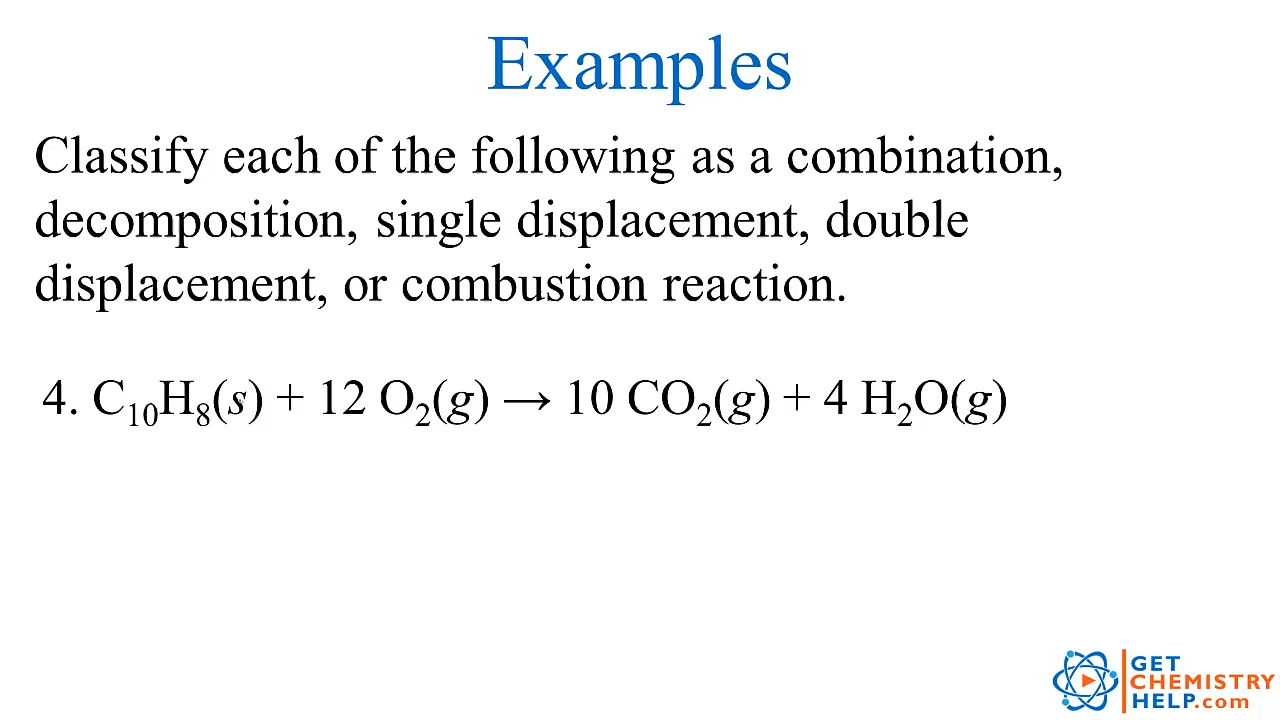 Examples
Classify each of the following as a combination,
decomposition, single displacement, double
displacement, or combustion reaction.
4. C₁₀H₈(s) + 12 O₂(g) → 10 CO₂(g) + 4 H₂O(g)
GET
CHEMISTRY
HELP.com